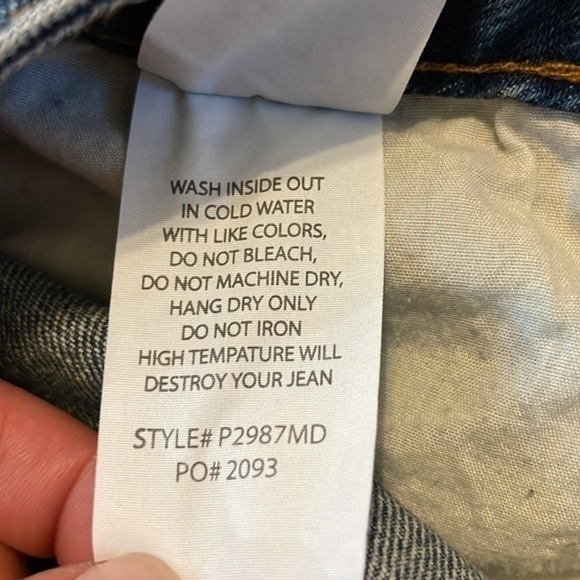 WASH INSIDE OUT
IN COLD WATER
WITH LIKE COLORS,
DO NOT BLEACH,
DO NOT MACHINE DRY,
HANG DRY ONLY
DO NOT IRON
HIGH TEMPATURE WILL
DESTROY YOUR JEAN
STYLE# P2987MD
PO# 2093